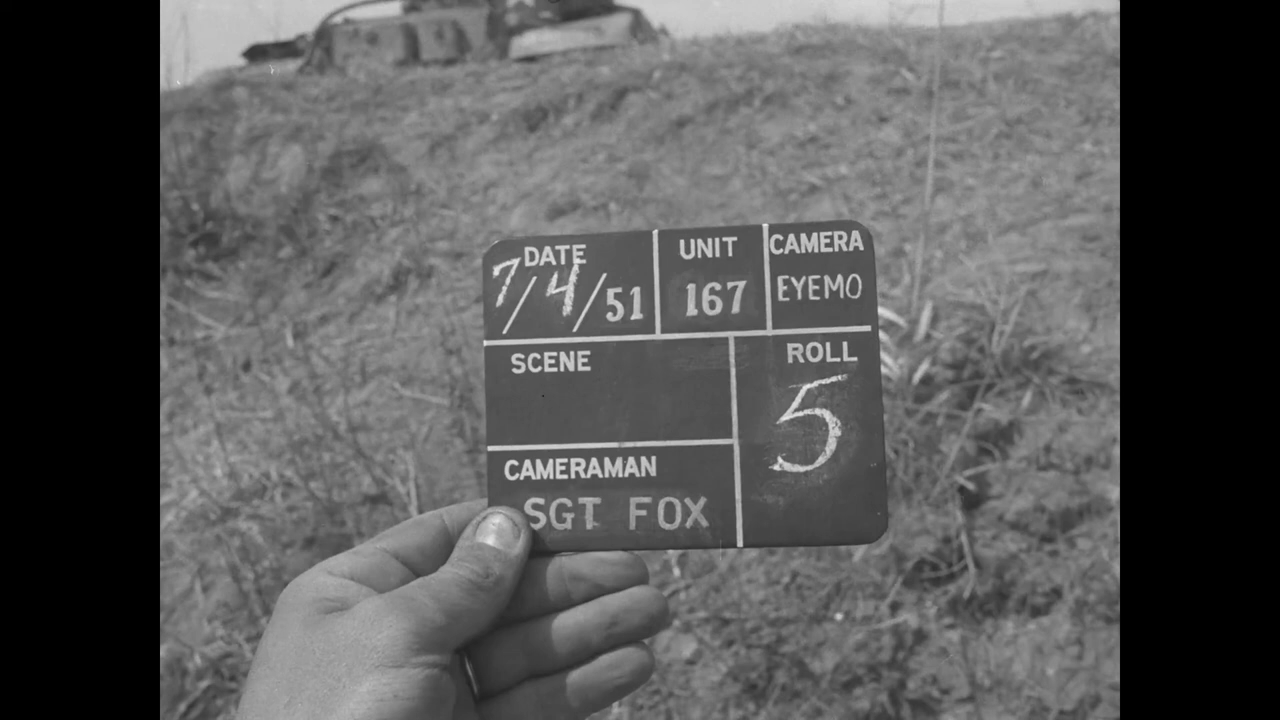 DATE UNIT CAMERA
7/4/51 167 EYEMO
SCENE ROLL
5
CAMERAMAN
SGT FOX